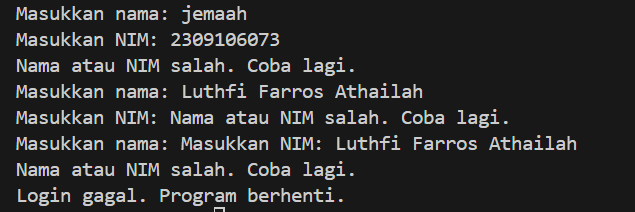 Masukkan nama: jemaah
Masukkan NIM: 2309106073
Nama atau NIM salah. Coba lagi.
Masukkan nama: Luthfi Farros Athailah
Masukkan NIM: Nama atau NIM salah. Coba lagi.
Masukkan nama: Masukkan NIM: Luthfi Farros Athailah
Nama atau NIM salah. Coba lagi.
Login gagal. Program berhenti.